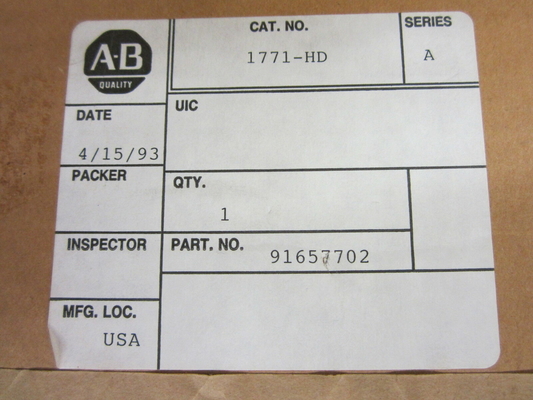 A-B
QUALITY
CAT. NO.
1771-HD
SERIES
A
DATE
4/15/93
UIC
PACKER
QTY.
1
INSPECTOR
PART. NO.
91657702
MFG. LOC.
USA